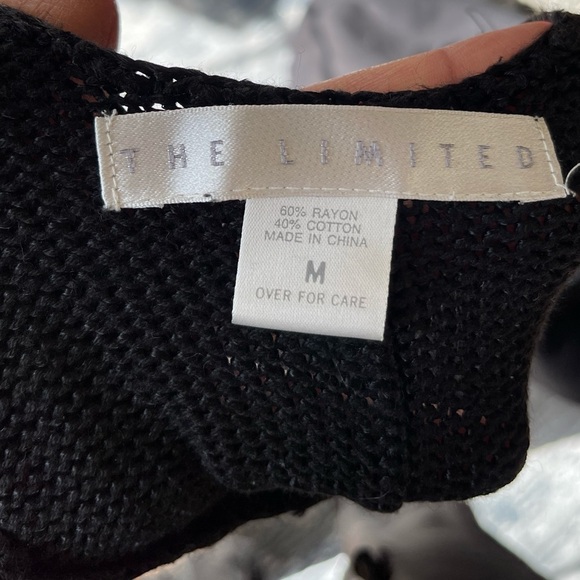 THE LIMITED
60% RAYON
40% COTTON
MADE IN CHINA
M
OVER FOR CARE